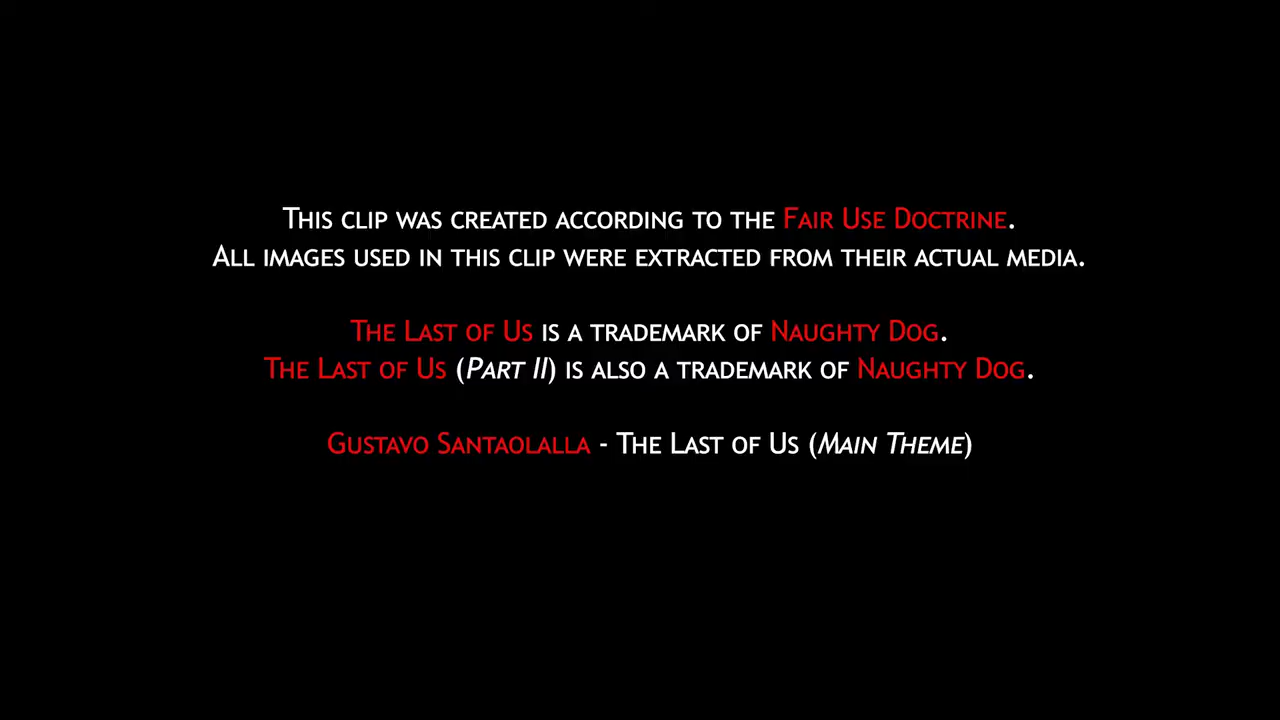 This clip was created according to the Fair Use Doctrine.
All images used in this clip were extracted from their actual media.
The Last of Us is a trademark of Naughty Dog.
The Last of Us (Part II) is also a trademark of Naughty Dog.
Gustavo Santaolalla - The Last of Us (Main Theme)